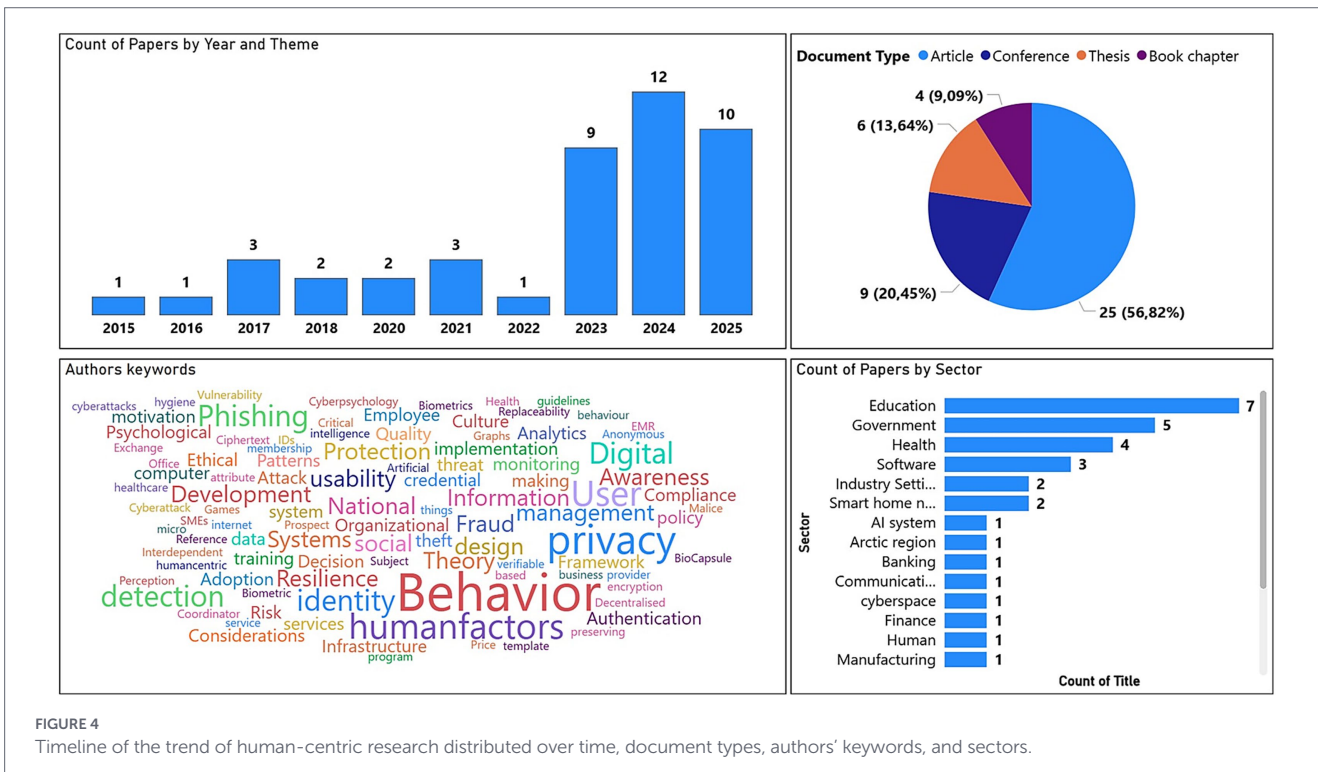 Count of Papers by Year and Theme
1
1
3
2
2
3
1
9
12
10
2015
2016
2017
2018
2020
2021
2022
2023
2024
2025
Document Type Article Conference Thesis Book chapter
4 (9,09%)
6 (13,64%)
9 (20,45%)
25 (56,82%)
Authors keywords
Vulnerability
cyberattacks
hygiene
Cyberpsychology
Biometrics
Health
guidelines
motivation
Phishing
Critical
Employee
Culture
Replaceability
behaviour
Psychological
Ciphertext
IDs
intelligence
Quality
Graphs
Analytics
Anonymous
EMR
Exchange
membership
Protection
implementation
Digital
Office
Ethical
Patterns
Artificial
threat
monitoring
computer
attribute
Attack
usability
credential
making
Awareness
healthcare
Development
National
Information
User
Compliance
Cyberattack
Games
system
things
management
Malice
SMEs
internet
Prospect
Organizational
Fraud
policy
micro
Reference
data
Systems
social
theft
design
privacy
Interdependent
training
Decision
Subject
Theory
verifiable
Framework
BioCapsule
humancentric
Perception
Adoption
Resilience
based
business
provider
detection
Biometric
identity
Behavior
encryption
Decentralised
Coordinator
Risk
service
services
humanfactors
Authentication
preserving
Considerations
Infrastructure
Price
template
program
Count of Papers by Sector
Sector
Education 7
Government 5
Health 4
Software 3
Industry Setti... 2
Smart home n... 2
AI system 1
Arctic region 1
Banking 1
Communicati... 1
cyberspace 1
Finance 1
Human 1
Manufacturing 1
Count of Title
FIGURE 4
Timeline of the trend of human-centric research distributed over time, document types, authors’ keywords, and sectors.